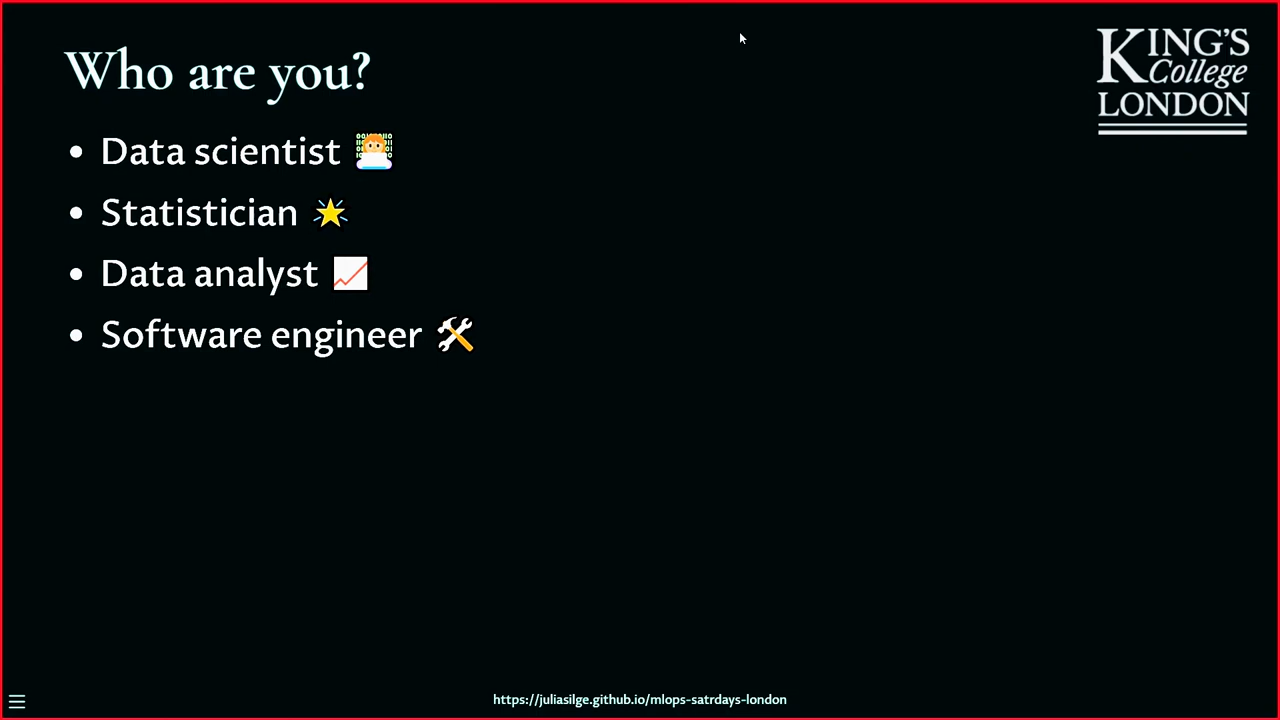 Who are you?
KING'S
College
LONDON
Data scientist
Statistician
Data analyst
Software engineer
https://juliasilge.github.io/mlops-satrdays-london